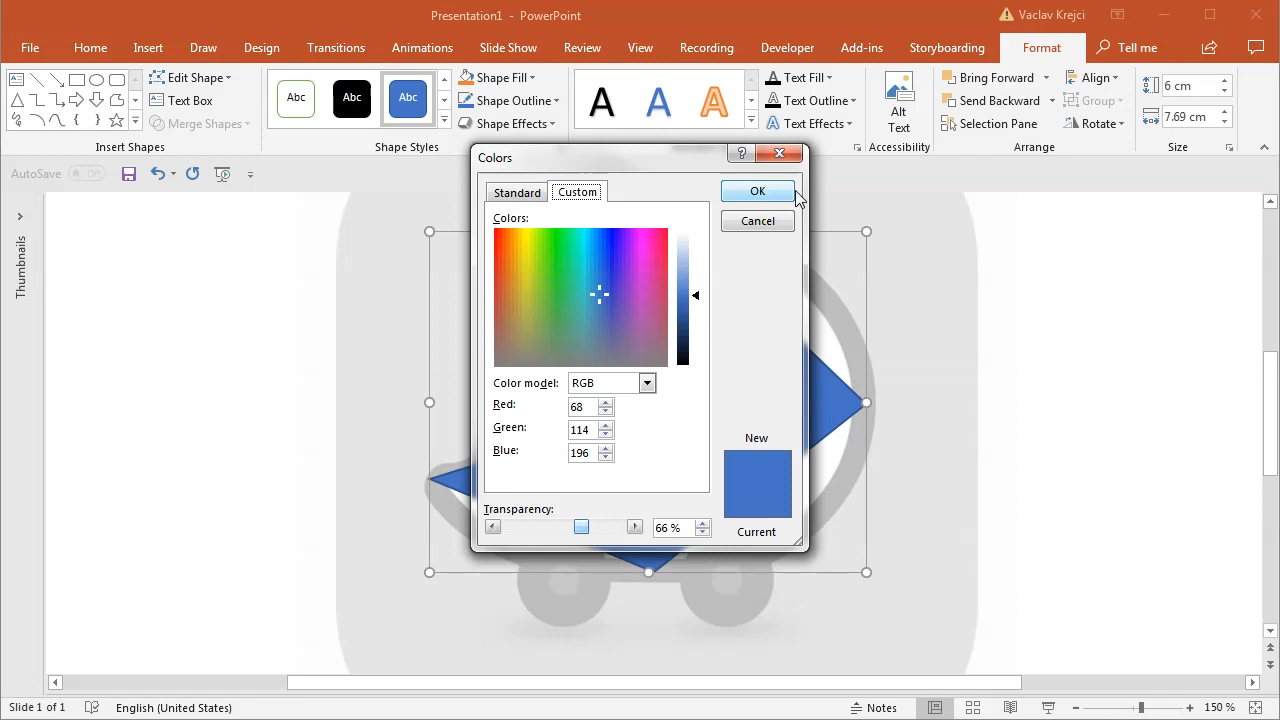 Presentation1 - PowerPoint
Vaclav Krejci
File Home Insert Draw Design Transitions Animations Slide Show Review View Recording Developer Add-ins Storyboarding Format Tell me
Edit Shape
Text Box
Merge Shapes
Insert Shapes
Abc Abc Abc
Shape Fill
Shape Outline
Shape Effects
Shape Styles
A A A
Text Fill
Text Outline
Text Effects
Alt
Text
Accessibility
Bring Forward
Send Backward
Selection Pane
Align
Group
Rotate
Arrange
6 cm
7.69 cm
Size
AutoSave Off
Thumbnails
Colors
?
Standard Custom
OK
Cancel
Colors:
Color model: RGB
Red: 68
Green: 114
Blue: 196
Transparency:
66 %
New
Current
Slide 1 of 1 English (United States) Notes 150 %